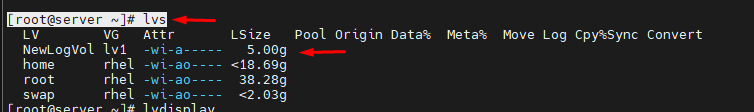 [root@server ~]# lvs
LV VG Attr LSize Pool Origin Data% Meta% Move Log Cpy%Sync Convert
NewLogVol lv1 -wi-a----- 5.00g
home rhel -wi-ao---- <18.69g
root rhel -wi-ao---- 38.28g
swap rhel -wi-ao---- <2.03g
[root@server ~]# lvdisplay